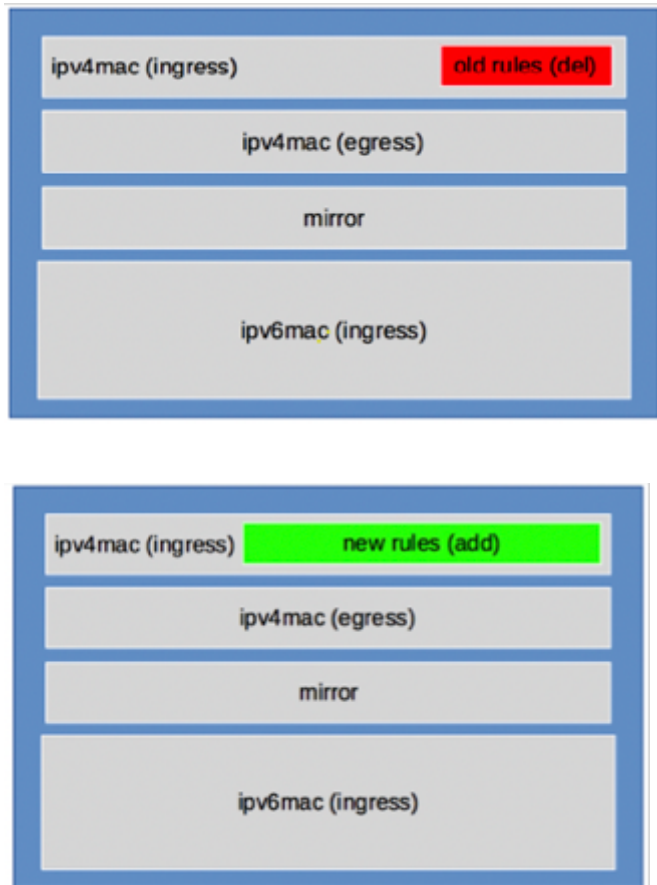 ipv4mac (ingress) old rules (del)
ipv4mac (egress)
mirror
ipv6mac (ingress)
ipv4mac (ingress) new rules (add)
ipv4mac (egress)
mirror
ipv6mac (ingress)